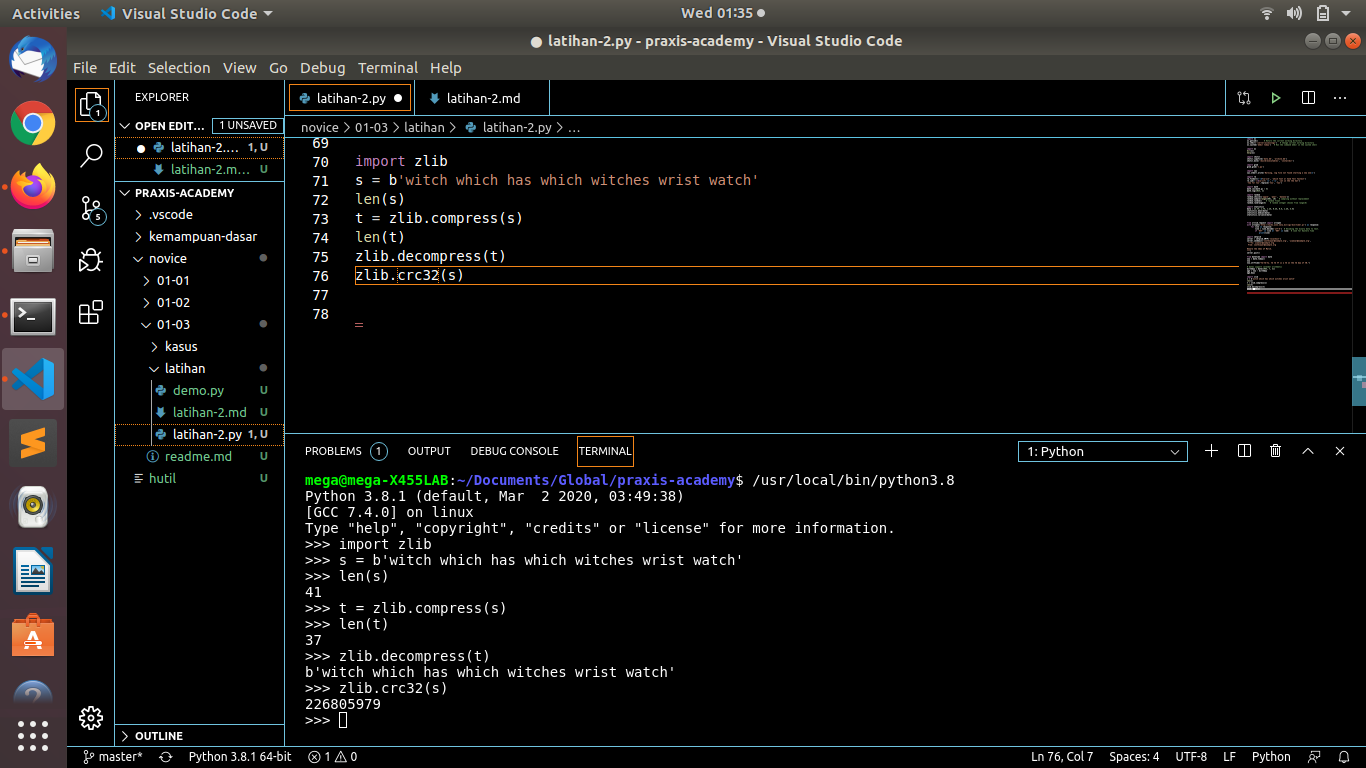 Activities Visual Studio Code Wed 01:35
latihan-2.py - praxis-academy - Visual Studio Code
File Edit Selection View Go Debug Terminal Help
EXPLORER
OPEN EDIT... 1 UNSAVED
latihan-2.... 1, U
latihan-2.m... U
PRAXIS-ACADEMY
.vscode
kemampuan-dasar
novice
01-01
01-02
01-03
kasus
latihan
demo.py U
latihan-2.md U
latihan-2.py 1, U
readme.md U
hutil
OUTLINE
1
5
latihan-2.py latihan-2.md
novice > 01-03 > latihan > latihan-2.py > ...
69
70 import zlib
71 s = b'witch which has which witches wrist watch'
72 len(s)
73 t = zlib.compress(s)
74 len(t)
75 zlib.decompress(t)
76 zlib.crc32(s)
77
78
PROBLEMS 1 OUTPUT DEBUG CONSOLE TERMINAL 1: Python
mega@mega-X455LAB:~/Documents/Global/praxis-academy$ /usr/local/bin/python3.8
Python 3.8.1 (default, Mar  2 2020, 03:49:38)
[GCC 7.4.0] on linux
Type "help", "copyright", "credits" or "license" for more information.
>>> import zlib
>>> s = b'witch which has which witches wrist watch'
>>> len(s)
41
>>> t = zlib.compress(s)
>>> len(t)
37
>>> zlib.decompress(t)
b'witch which has which witches wrist watch'
>>> zlib.crc32(s)
226805979
>>>
master* Python 3.8.1 64-bit 1 0 Ln 76, Col 7 Spaces: 4 UTF-8 LF Python